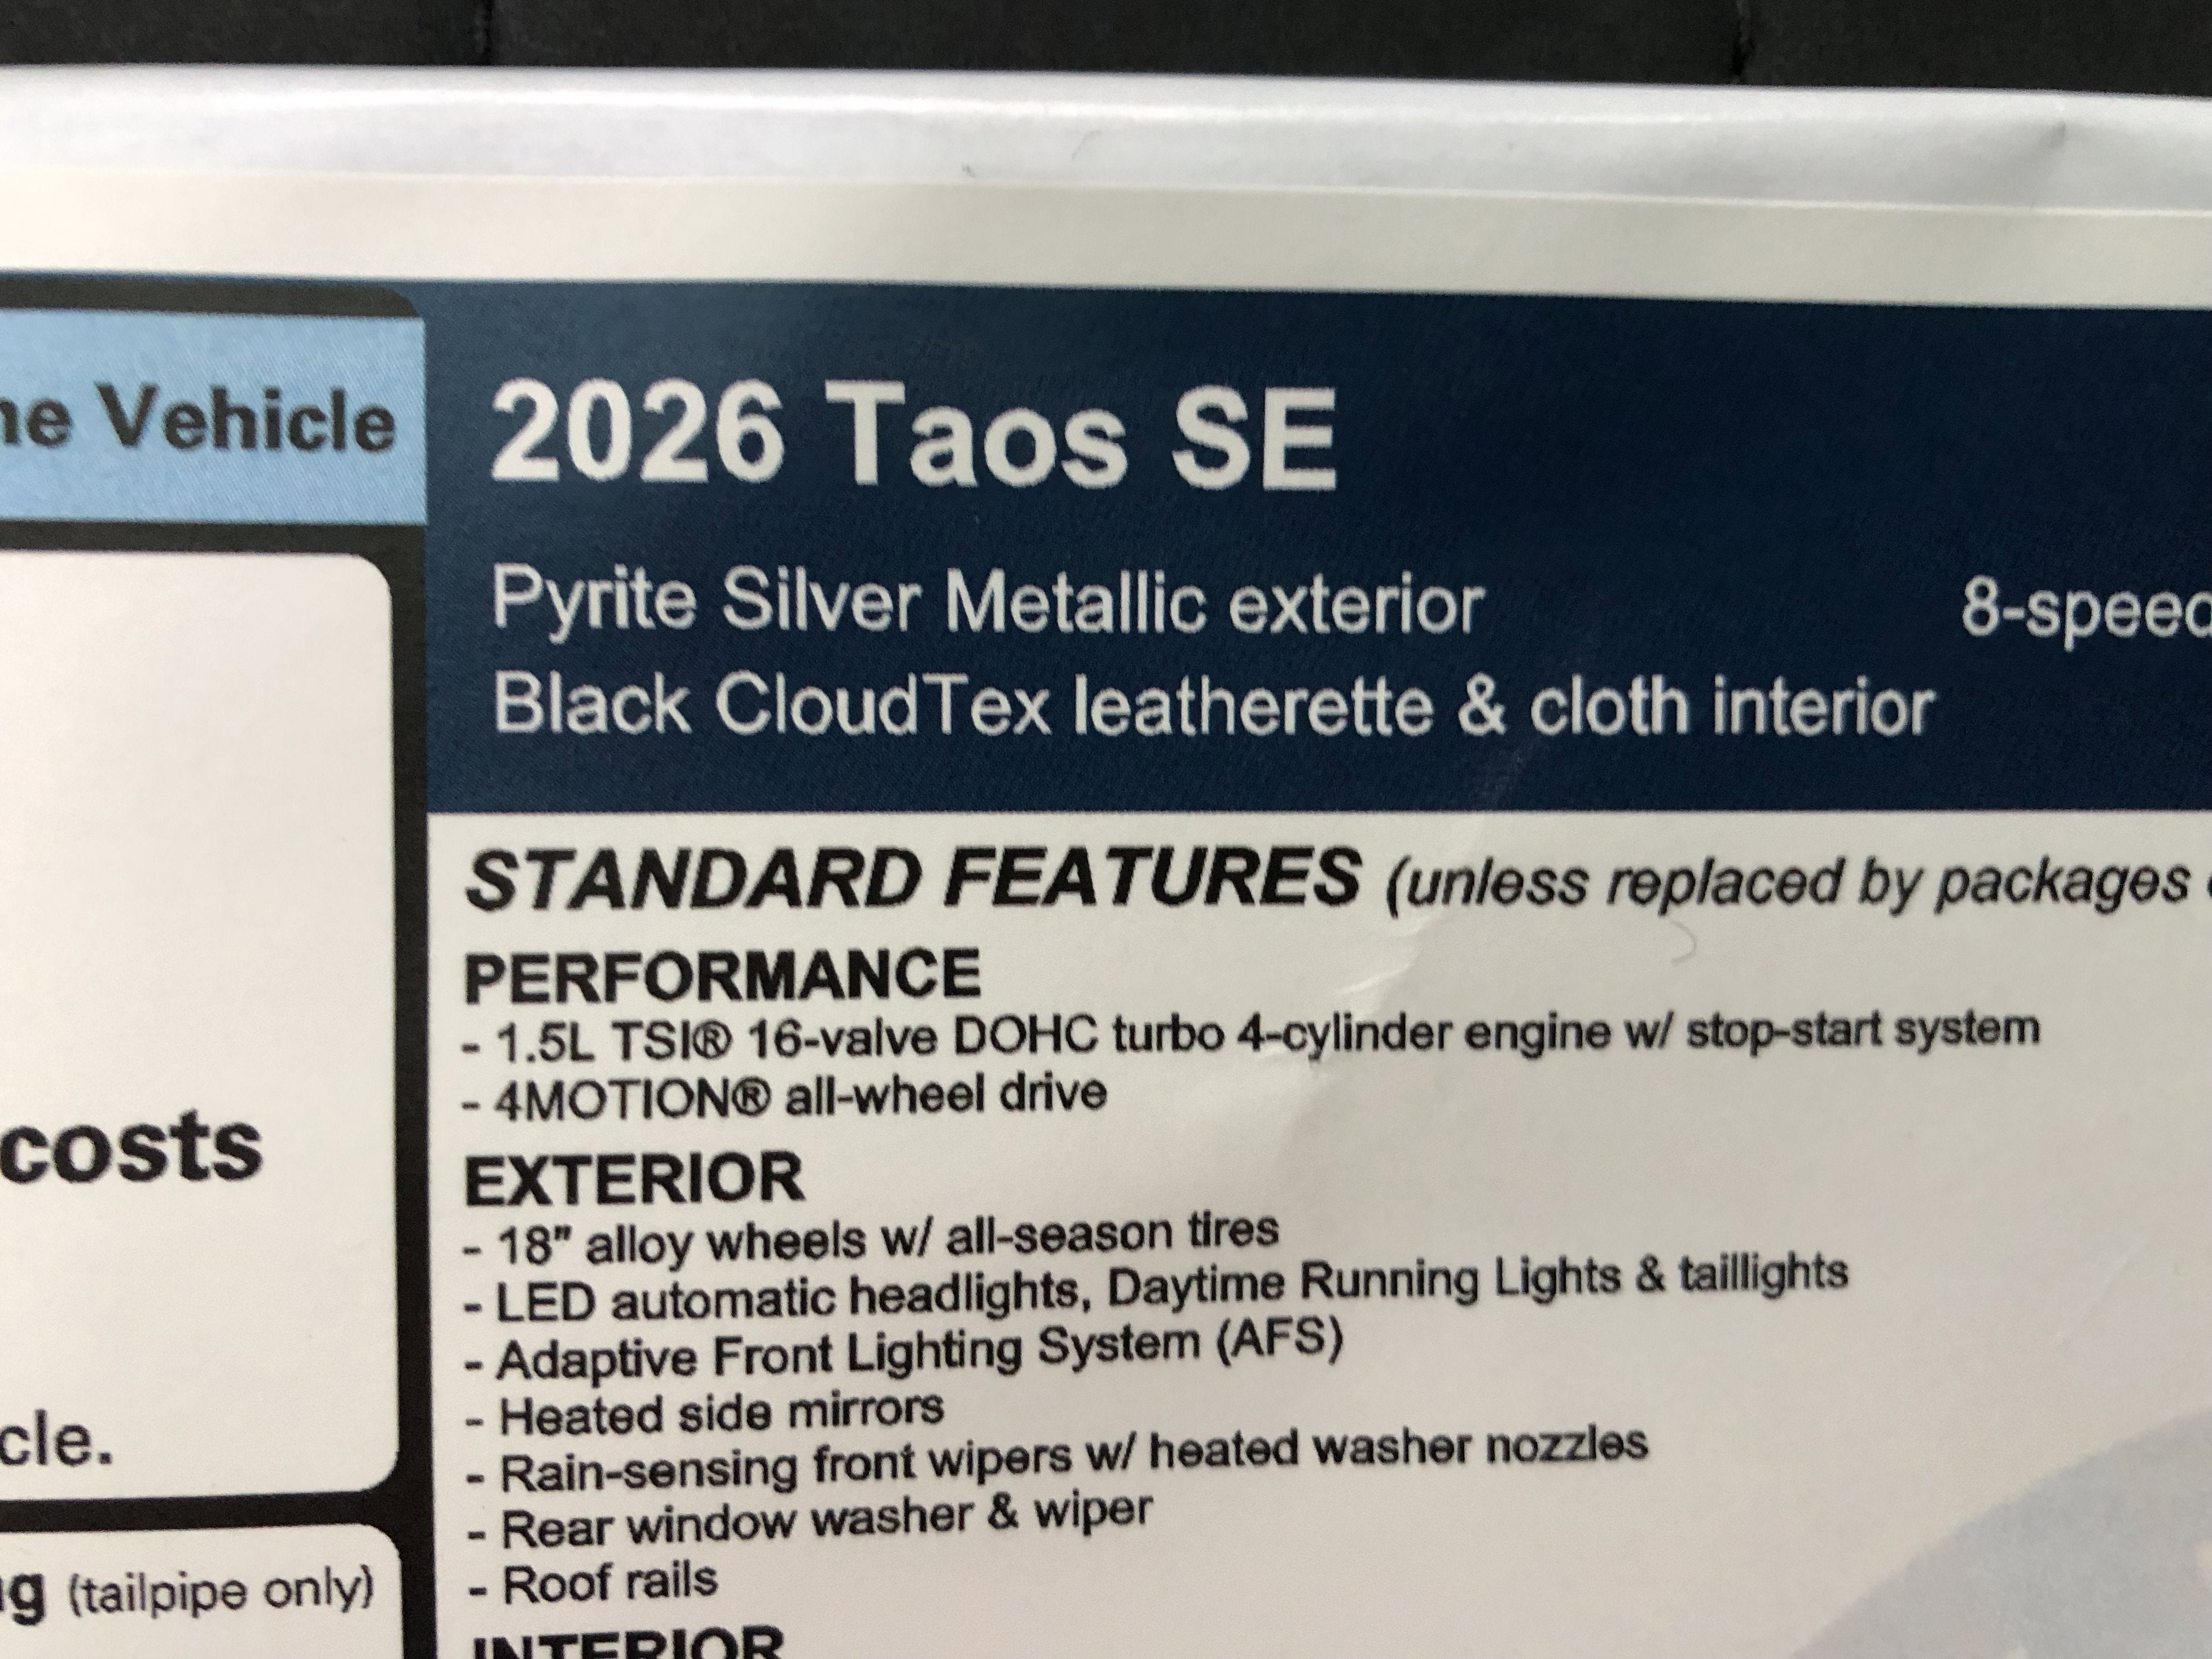 ne Vehicle
2026 Taos SE
Pyrite Silver Metallic exterior
8-speed
Black CloudTex leatherette & cloth interior
STANDARD FEATURES (unless replaced by packages
PERFORMANCE
- 1.5L TSI® 16-valve DOHC turbo 4-cylinder engine w/ stop-start system
- 4MOTION® all-wheel drive
costs
EXTERIOR
- 18" alloy wheels w/ all-season tires
- LED automatic headlights, Daytime Running Lights & taillights
- Adaptive Front Lighting System (AFS)
- Heated side mirrors
cle.
- Rain-sensing front wipers w/ heated washer nozzles
- Rear window washer & wiper
- Roof rails
g (tailpipe only)
INTERIOR